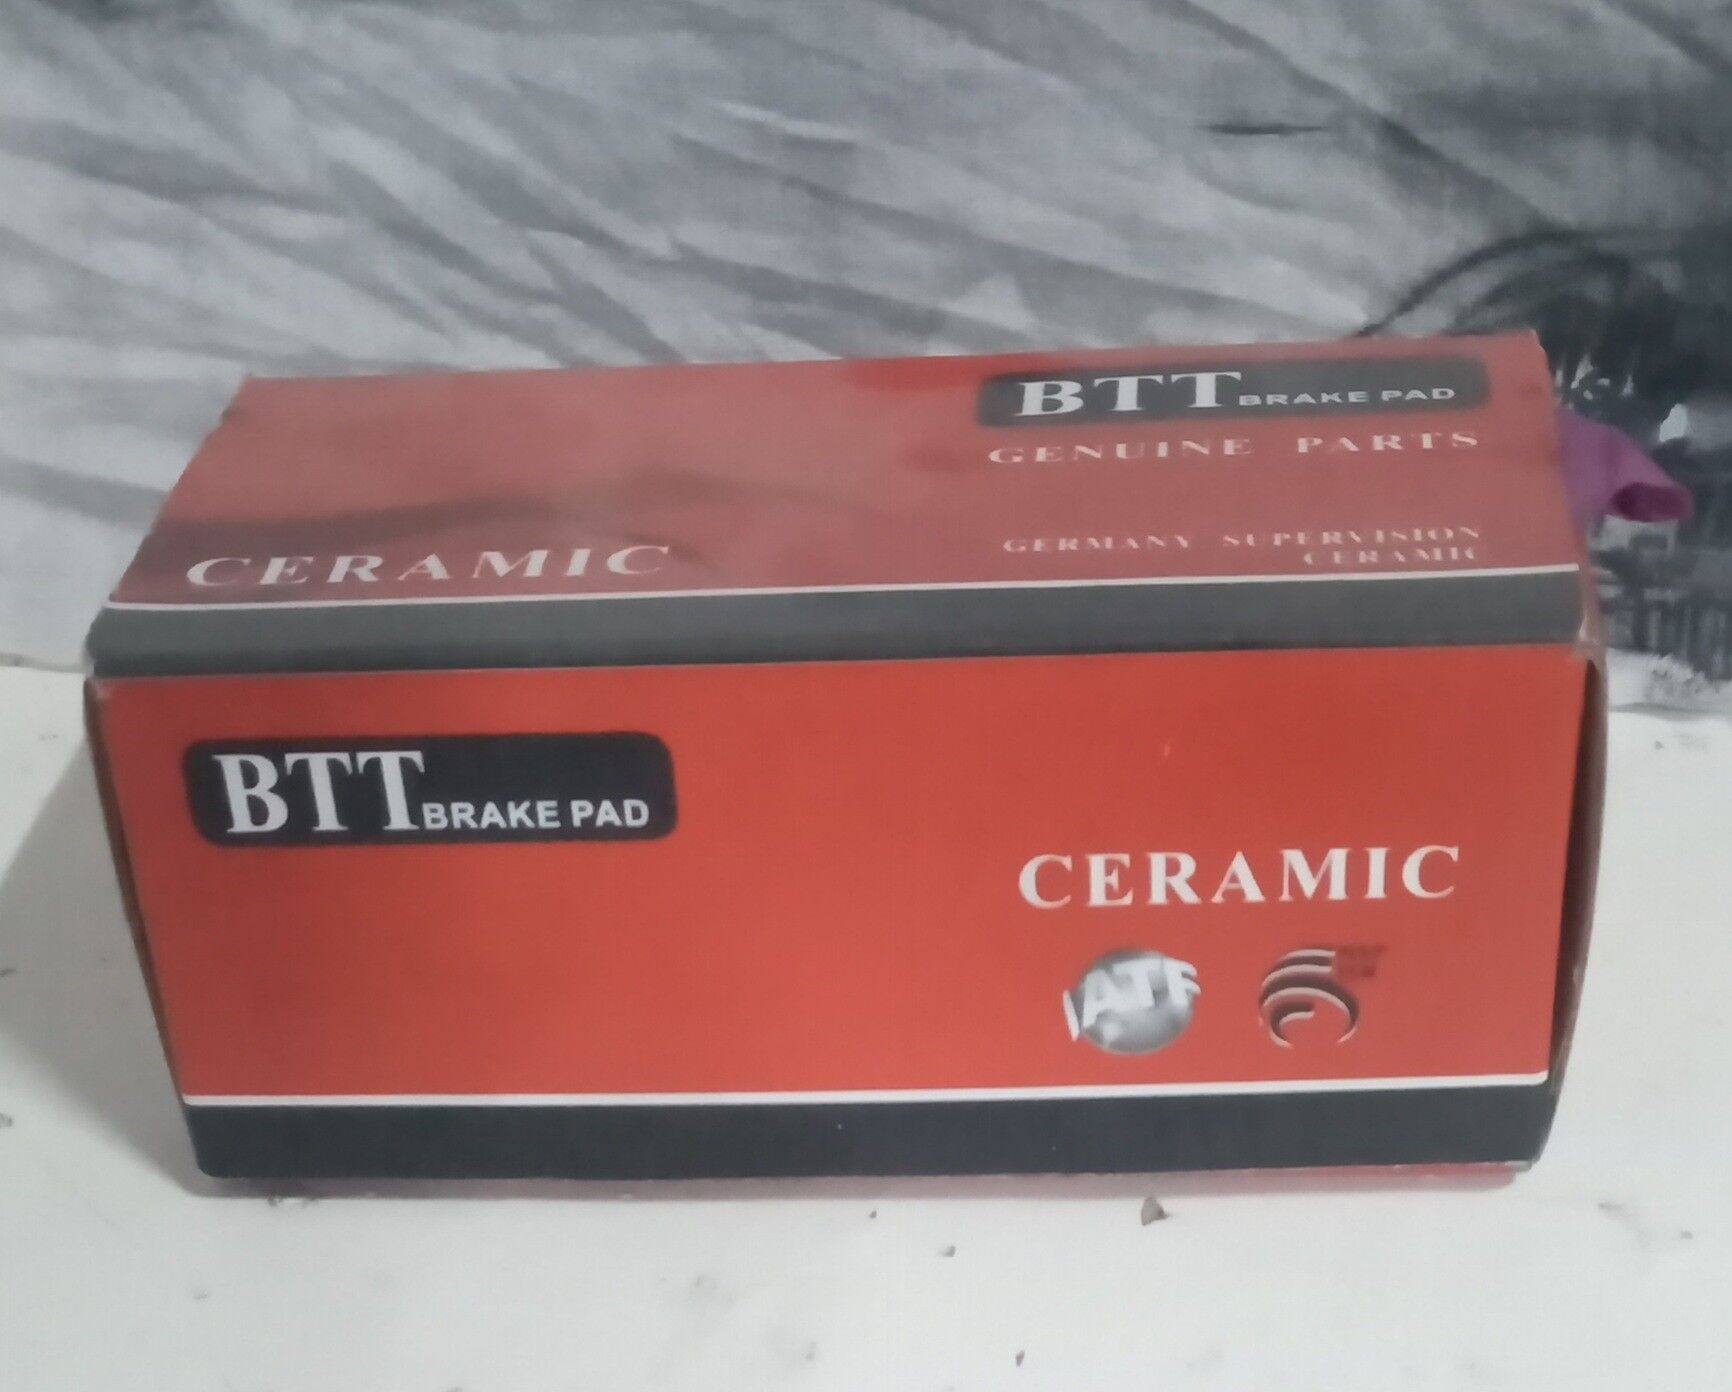 BTT BRAKE PAD
GENUINE PARTS
CERAMIC
GERMANY SUPERVISION
CERAMIC
BTT BRAKE PAD
CERAMIC
IATF